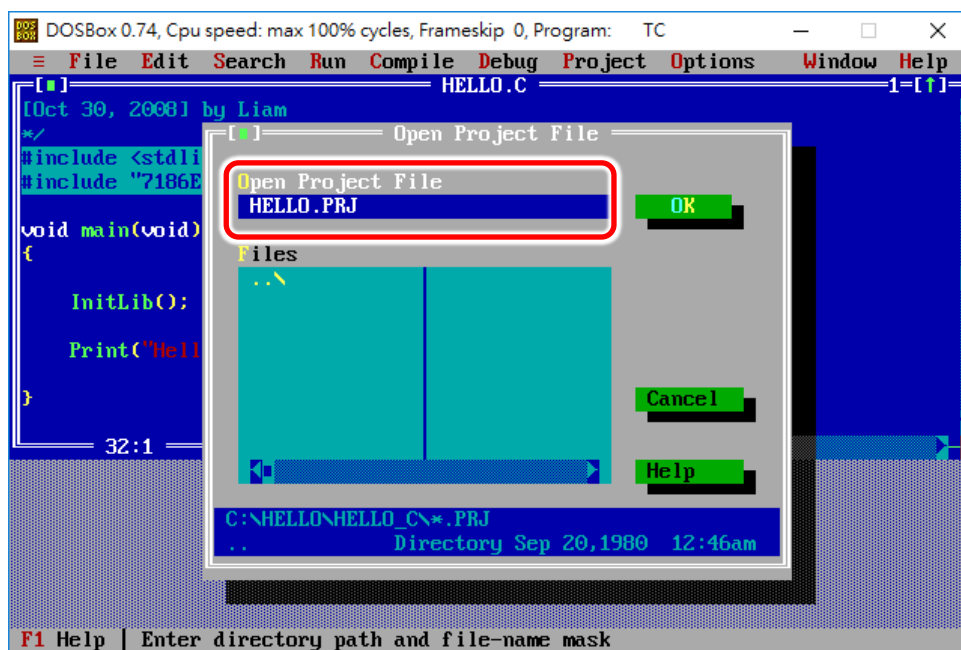 DOSBox 0.74, Cpu speed: max 100% cycles, Frameskip 0, Program: TC
≡ File Edit Search Run Compile Debug Project Options Window Help
[■] HELLO.C 1=[↑]
[Oct 30, 2008] by Liam
*/
#include <stdli
#include "7186E
void main(void)
{
InitLib();
Print("Hell
}
32:1
[■] Open Project File
Open Project File
HELLO.PRJ
OK
Files
..\
Cancel
Help
C:\HELLO\HELLO_C\*.PRJ
.. Directory Sep 20,1980 12:46am
F1 Help | Enter directory path and file-name mask